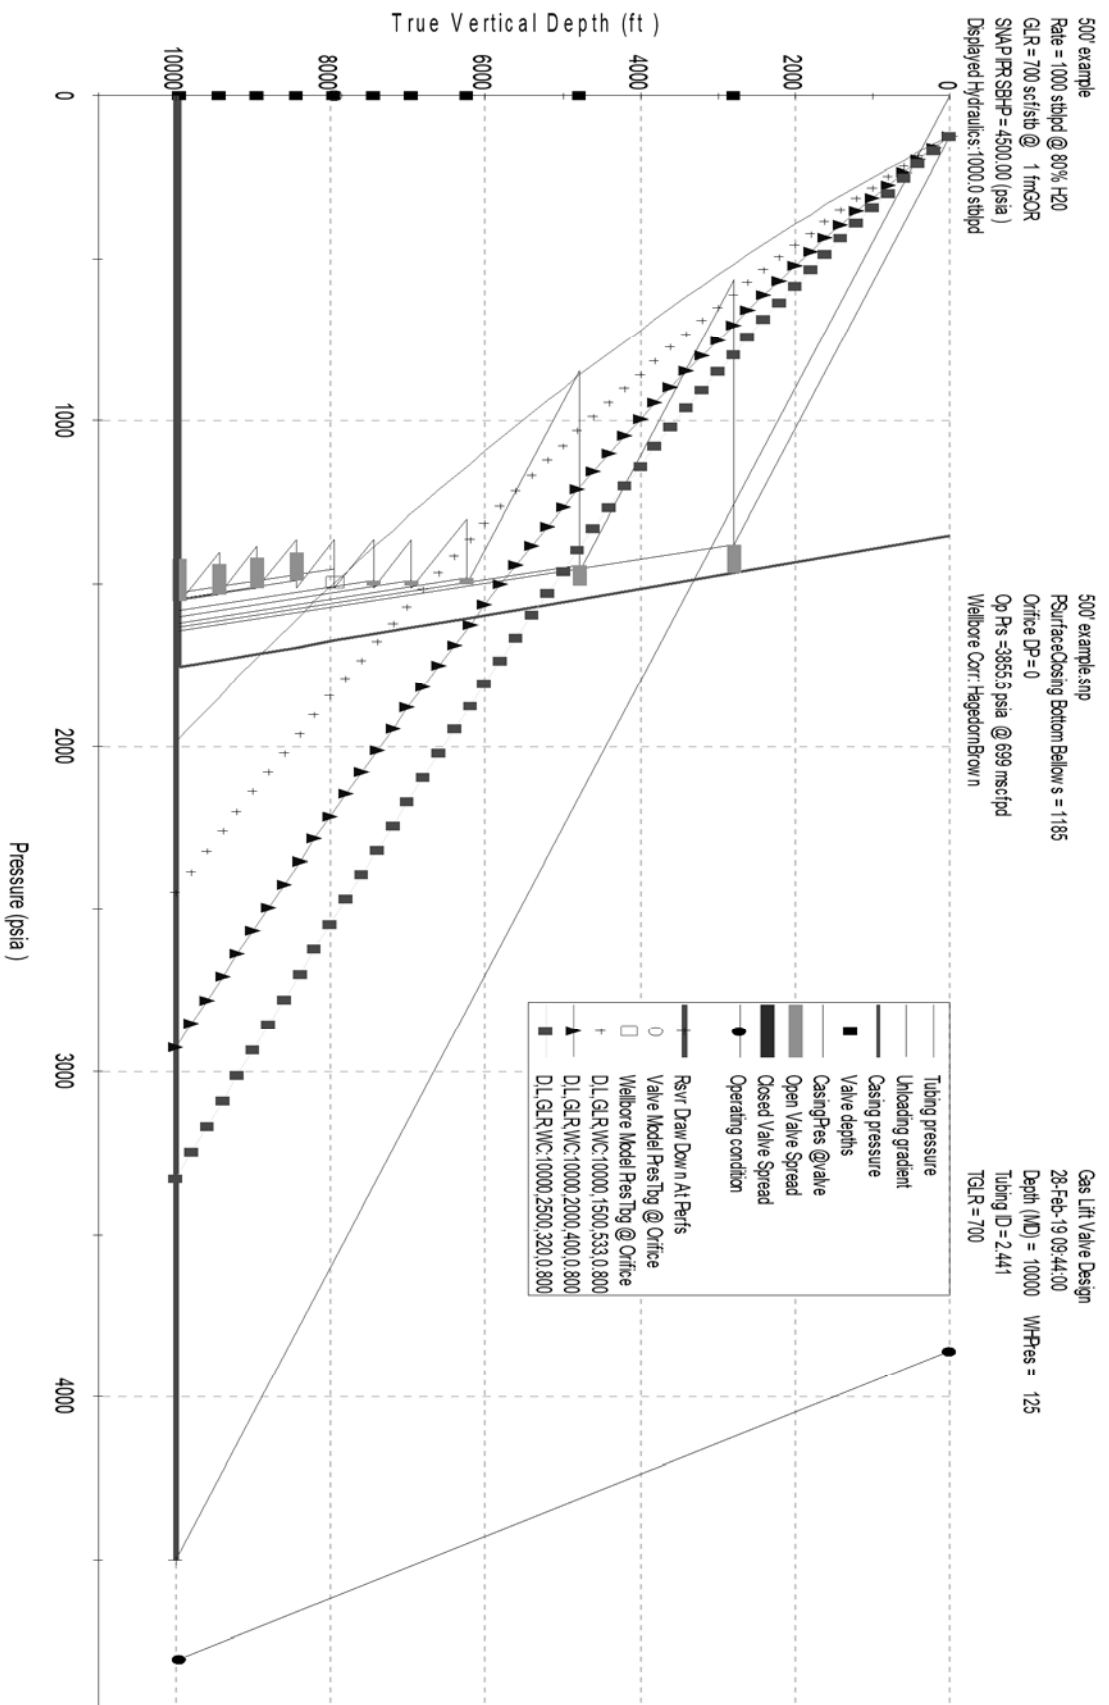 500' example
Rate = 1000 stblpd @ 80% H20
GLR = 700 scf/stb @ 1 fmGOR
SNAP IPR SBHP = 4500.00 (psia )
Displayed Hydraulics:1000.0 stblpd
500' example.snp
PSurfaceClosing Bottom Bellows = 1185
Orifice DP = 0
Op Prs =3855.3 psia @ 699 mscfpd
Wellbore Corr: HagedornBrown
Gas Lift Valve Design
28-Feb-19 09:44:00
Depth (MD) = 10000 WHPres = 125
Tubing ID = 2.441
TGLR = 700
True Vertical Depth (ft )
0
2000
4000
6000
8000
10000
0
1000
2000
3000
4000
Pressure (psia )
Tubing pressure
Unloading gradient
Casing pressure
Valve depths
CasingPres @valve
Open Valve Spread
Closed Valve Spread
Operating condition
Rsvr Draw Down At Perfs
Valve Model PresTbg @ Orifice
Wellbore Model Pres Tbg @ Orifice
D,L,GLR,WC:10000,1500,533,0.800
D,L,GLR,WC:10000,2000,400,0.800
D,L,GLR,WC:10000,2500,320,0.800